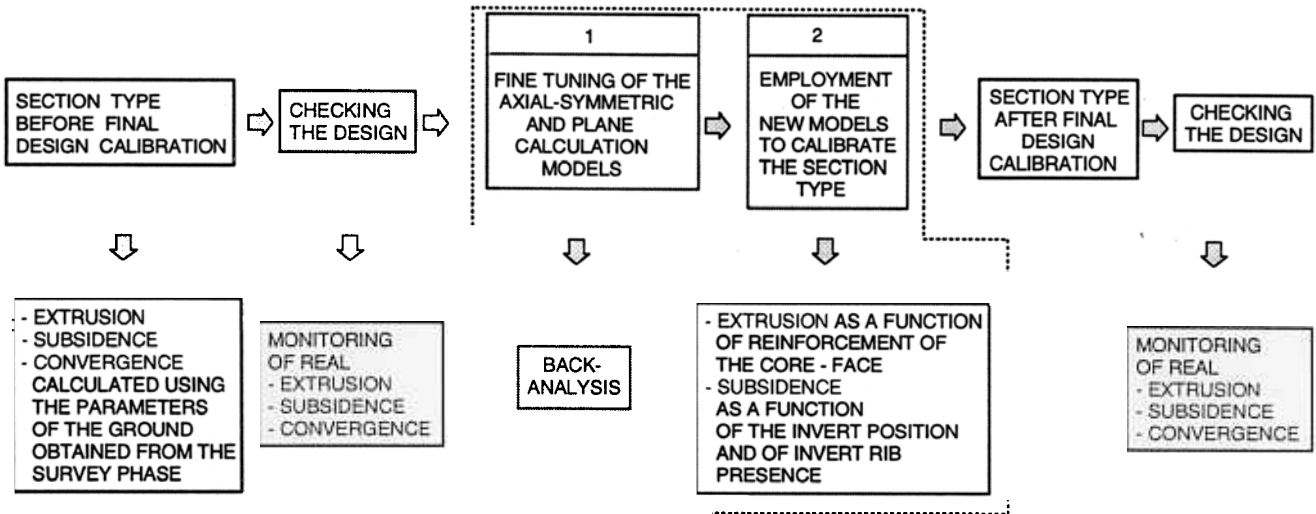 1
2
SECTION TYPE
BEFORE FINAL
DESIGN CALIBRATION
CHECKING
THE DESIGN
FINE TUNING OF THE
AXIAL-SYMMETRIC
AND PLANE
CALCULATION
MODELS
EMPLOYMENT
OF THE
NEW MODELS
TO CALIBRATE
THE SECTION
TYPE
SECTION TYPE
AFTER FINAL
DESIGN
CALIBRATION
CHECKING
THE DESIGN
- EXTRUSION
- SUBSIDENCE
- CONVERGENCE
CALCULATED USING
THE PARAMETERS
OF THE GROUND
OBTAINED FROM THE
SURVEY PHASE
MONITORING
OF REAL
- EXTRUSION
- SUBSIDENCE
- CONVERGENCE
BACK-
ANALYSIS
- EXTRUSION AS A FUNCTION
OF REINFORCEMENT OF
THE CORE - FACE
- SUBSIDENCE
AS A FUNCTION
OF THE INVERT POSITION
AND OF INVERT RIB
PRESENCE
MONITORING
OF REAL
- EXTRUSION
- SUBSIDENCE
- CONVERGENCE